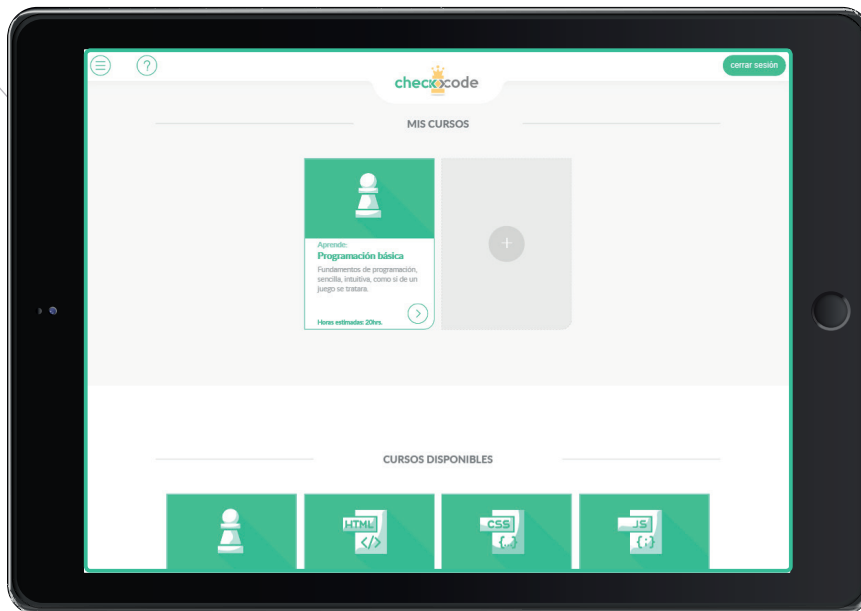 ?
checkcode
cerrar sesión
MIS CURSOS
+
Aprende:
Programación básica
Fundamentos de programación,
sencilla, intuitiva, como si de un
juego se tratara.
Horas estimadas: 20hrs.
CURSOS DISPONIBLES
HTML
</>
CSS
{..}
JS
{;}